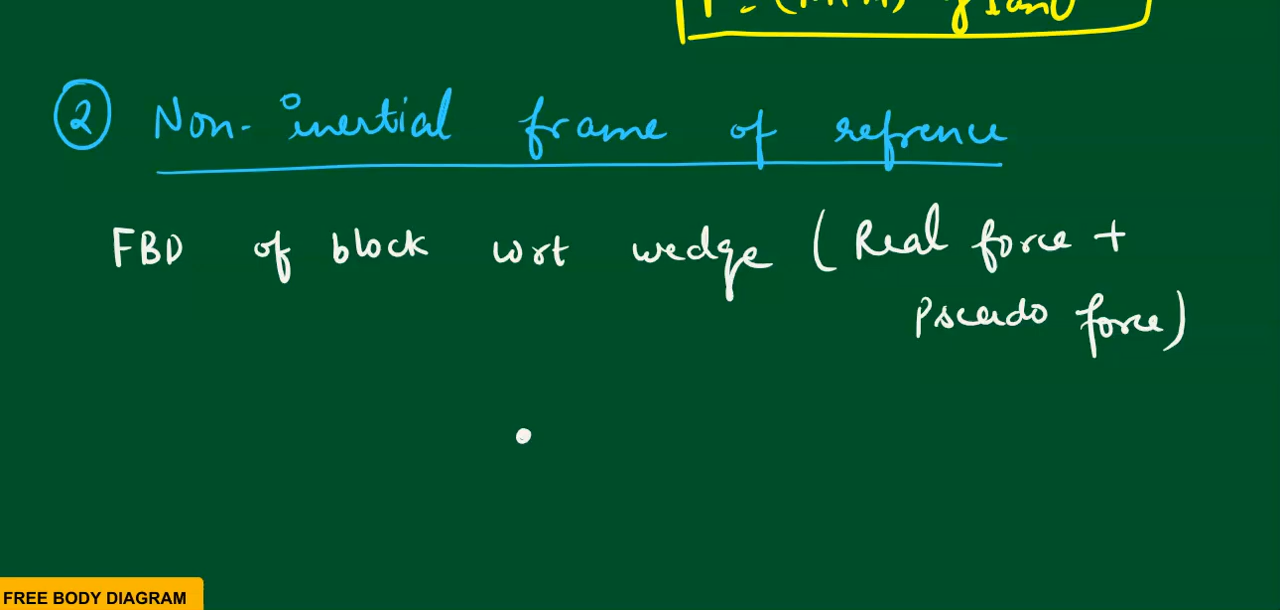 ② Non-inertial frame of refrence
FBD of block wrt wedge (Real force +
Pseudo force)
FREE BODY DIAGRAM